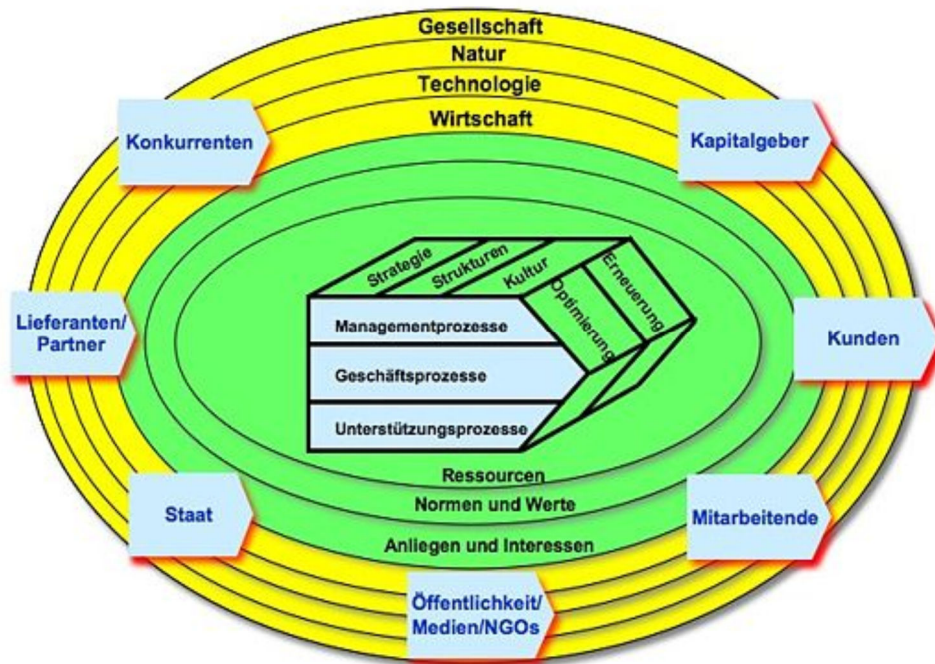 Gesellschaft
Natur
Technologie
Wirtschaft
Konkurrenten
Kapitalgeber
Strategie
Strukturen
Kultur
Optimierung
Erneuerung
Managementprozesse
Geschäftsprozesse
Unterstützungsprozesse
Lieferanten/
Partner
Kunden
Ressourcen
Normen und Werte
Anliegen und Interessen
Staat
Mitarbeitende
Öffentlichkeit/
Medien/NGOs